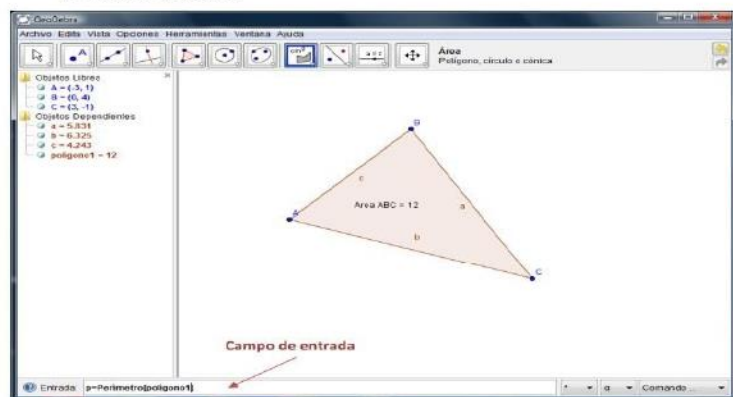 GeoGebra
Archivo Edita Vista Opciones Herramientas Ventana Ayuda
Área
Polígono, círculo o cónica
Objetos Libres
A = (-3, 1)
B = (0, 4)
C = (3, -1)
Objetos Dependientes
a = 5.831
b = 6.325
c = 4.243
polígono1 = 12
B
c
Area ABC = 12
a
A
b
C
Campo de entrada
Entrada: p=Perimetro[poligono1]
α
Comando ...